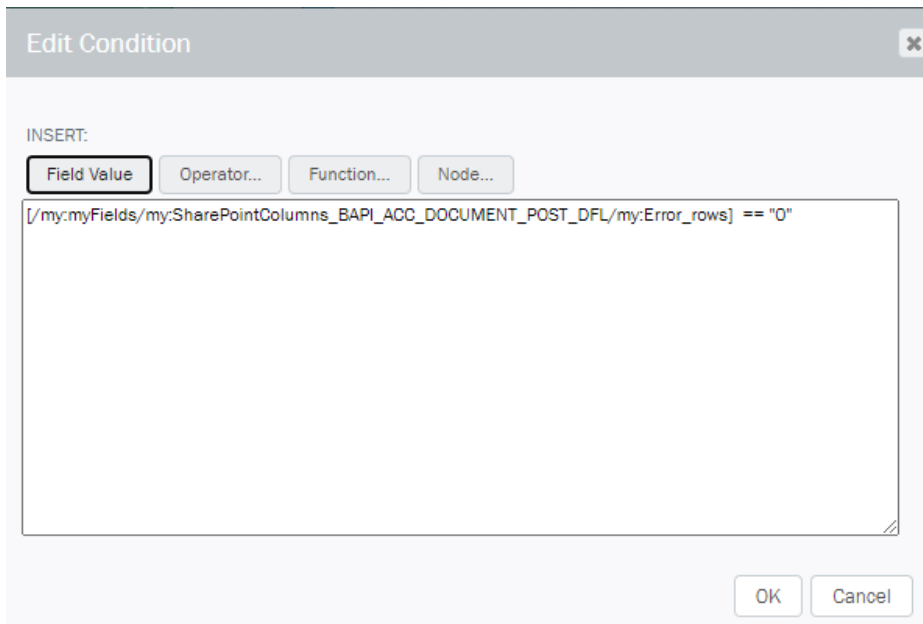 Edit Condition
INSERT:
Field Value Operator... Function... Node...
[/my:myFields/my:SharePointColumns_BAPI_ACC_DOCUMENT_POST_DFL/my:Error_rows] == "0"
OK Cancel